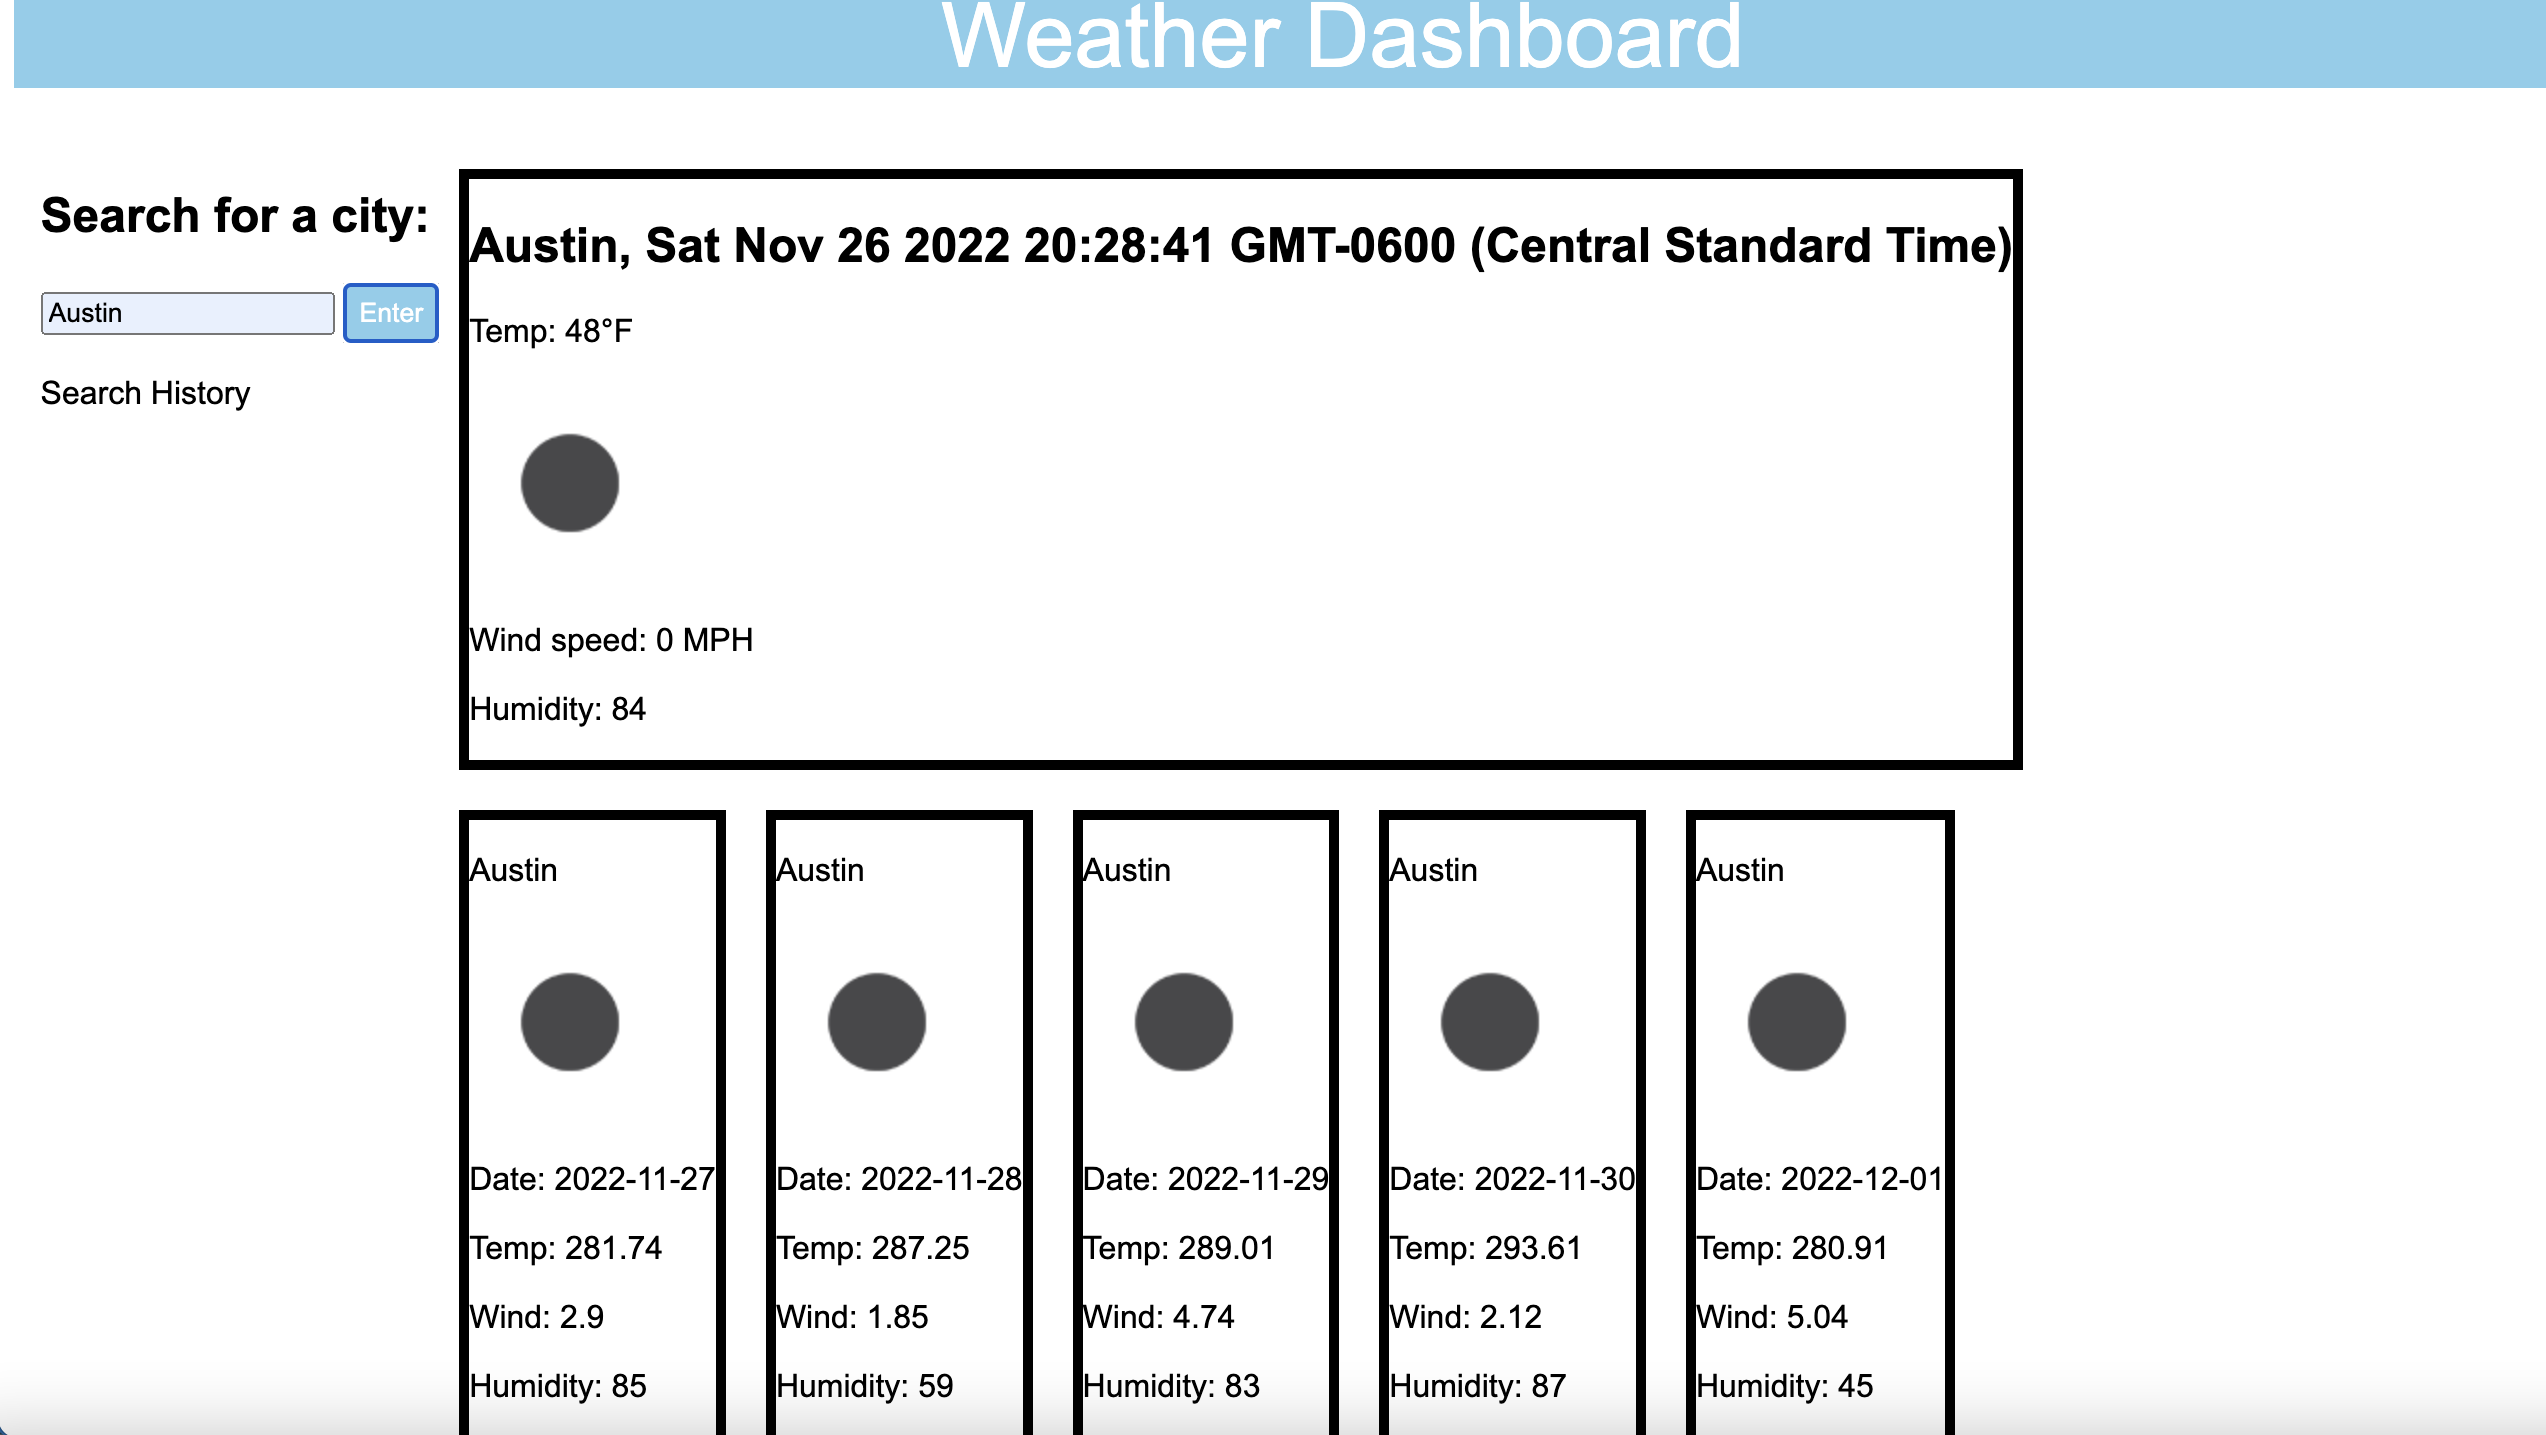 Weather Dashboard
Search for a city:
Austin
Enter
Search History
Austin, Sat Nov 26 2022 20:28:41 GMT-0600 (Central Standard Time)
Temp: 48°F
Wind speed: 0 MPH
Humidity: 84
Austin
Date: 2022-11-27
Temp: 281.74
Wind: 2.9
Humidity: 85
Austin
Date: 2022-11-28
Temp: 287.25
Wind: 1.85
Humidity: 59
Austin
Date: 2022-11-29
Temp: 289.01
Wind: 4.74
Humidity: 83
Austin
Date: 2022-11-30
Temp: 293.61
Wind: 2.12
Humidity: 87
Austin
Date: 2022-12-01
Temp: 280.91
Wind: 5.04
Humidity: 45